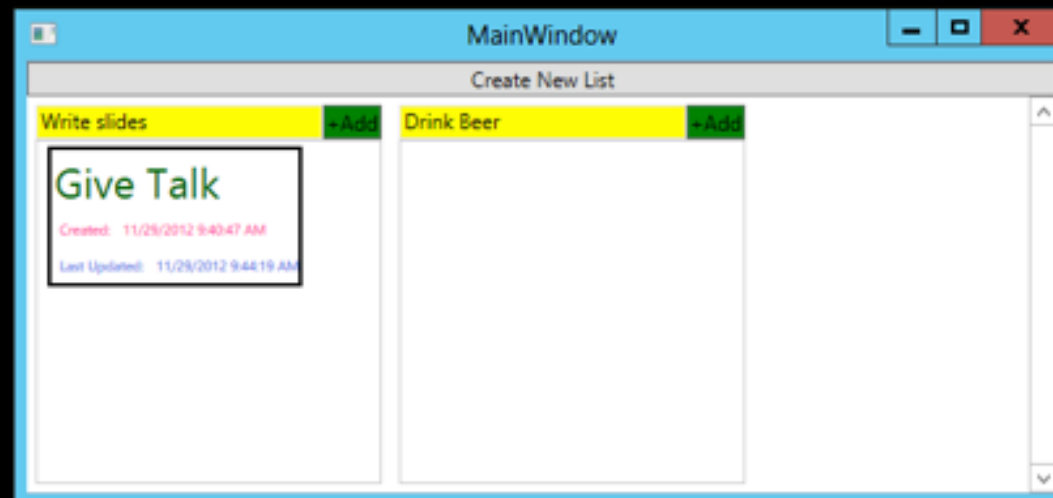 MainWindow
Create New List
Write slides +Add Drink Beer +Add
Give Talk
Created: 11/29/2012 9:40:47 AM
Last Updated: 11/29/2012 9:44:19 AM